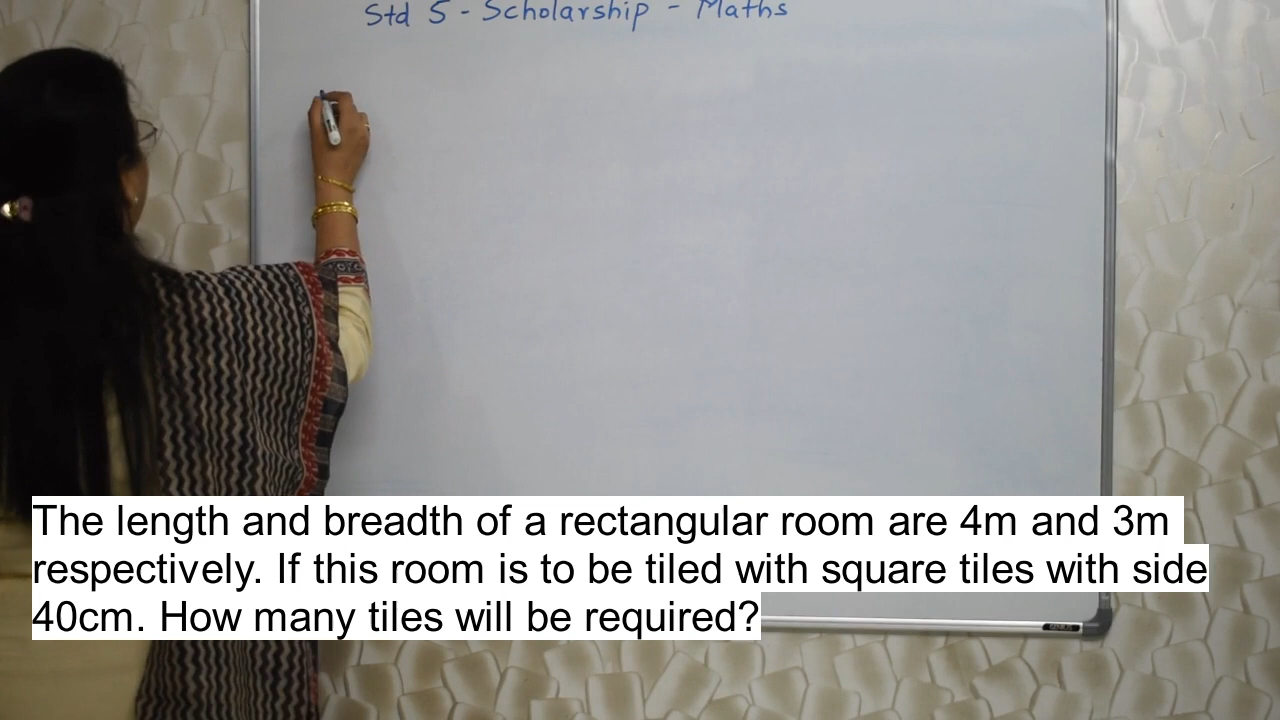 Std 5 - Scholarship - Maths
The length and breadth of a rectangular room are 4m and 3m
respectively. If this room is to be tiled with square tiles with side
40cm. How many tiles will be required?